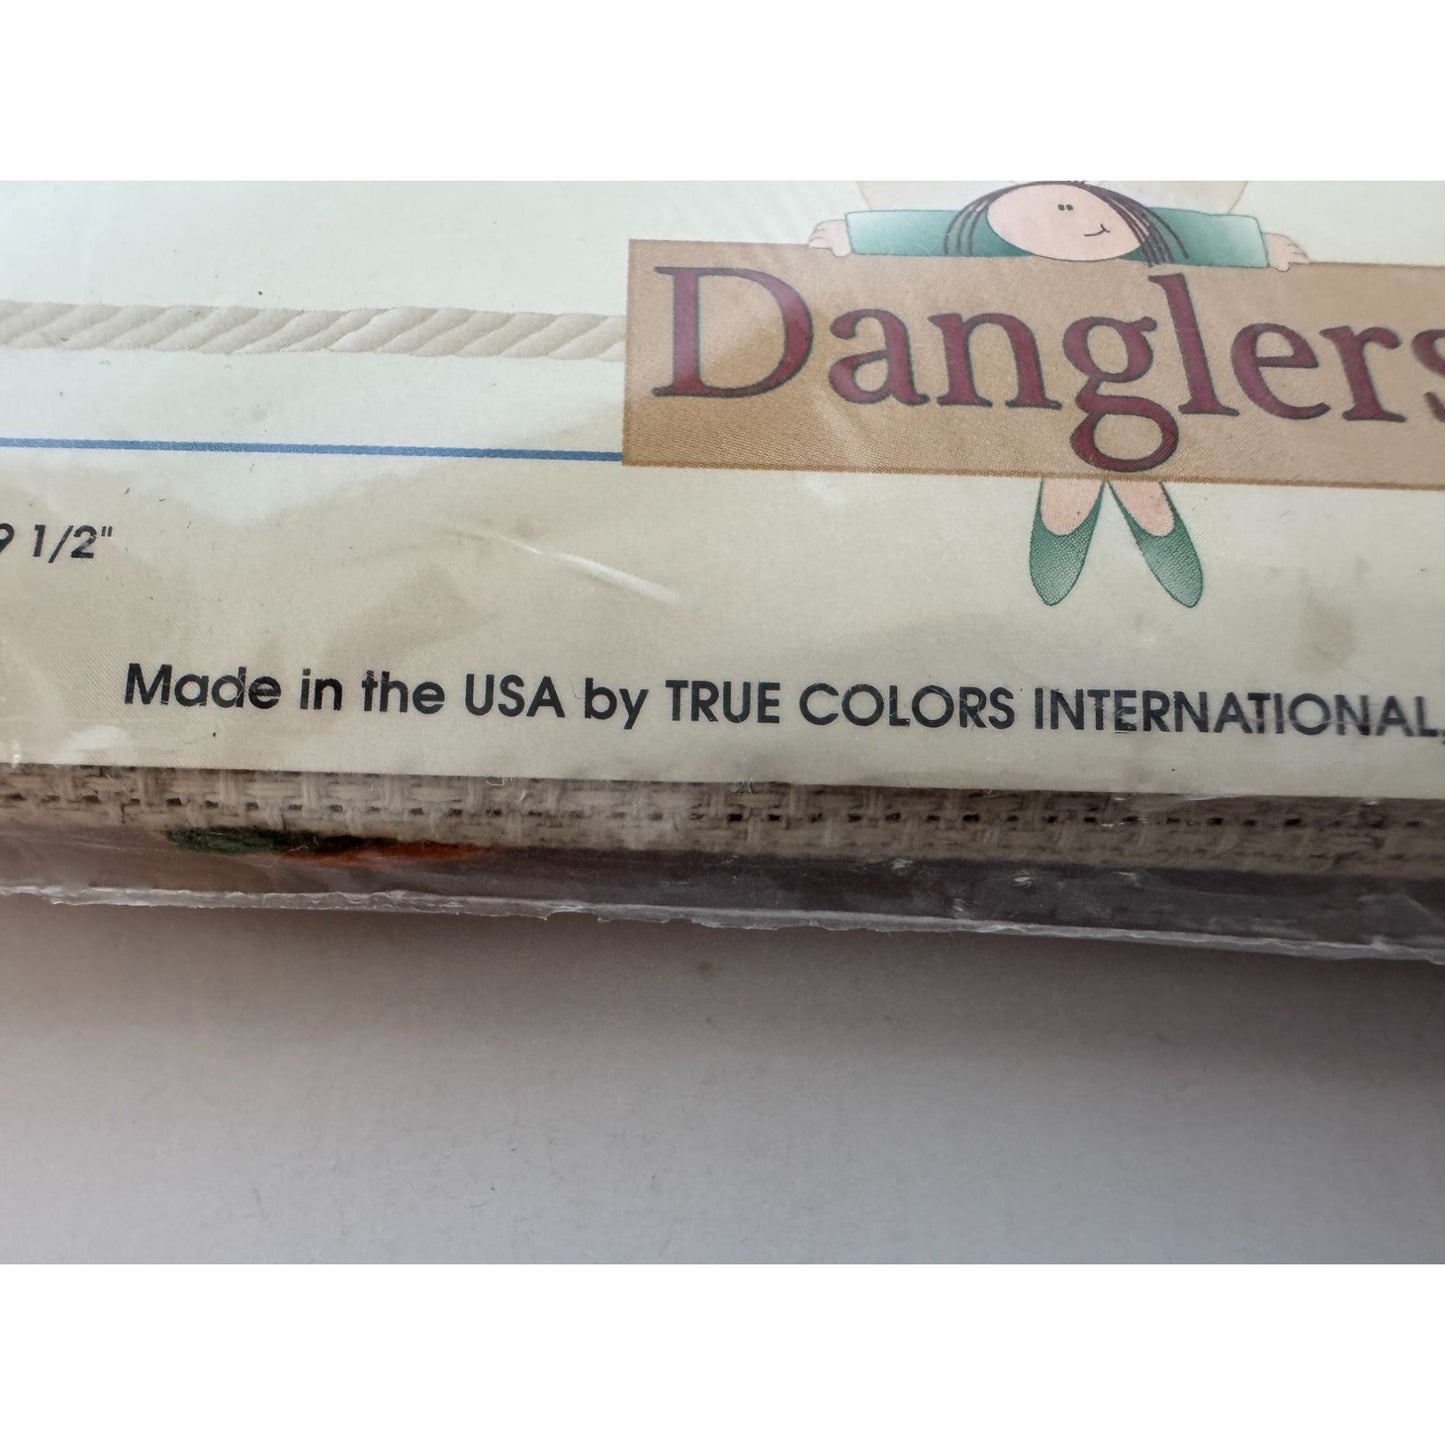 Danglers
9 1/2"
Made in the USA by TRUE COLORS INTERNATIONAL,